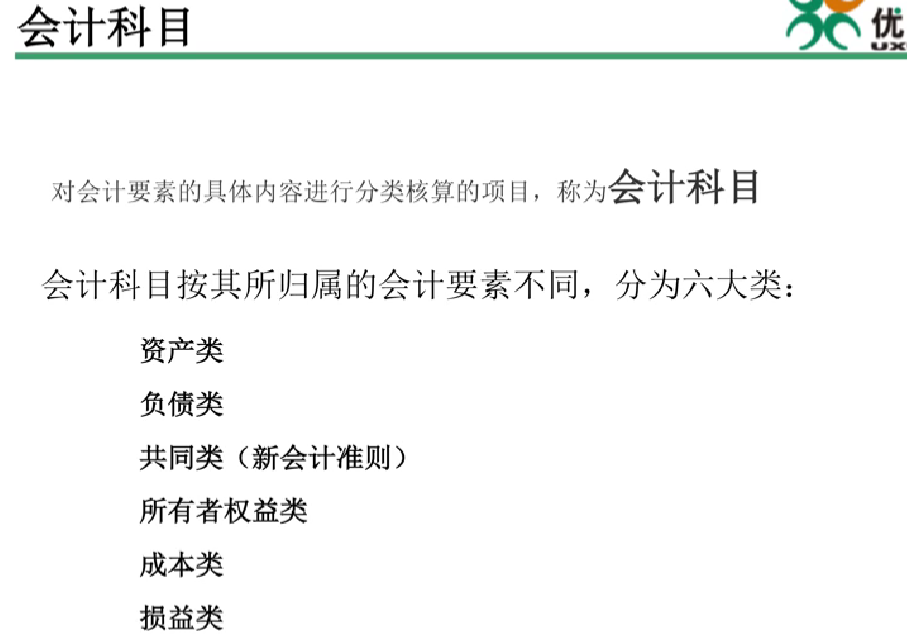 会计科目
优
UX
对会计要素的具体内容进行分类核算的项目，称为会计科目
会计科目按其所归属的会计要素不同，分为六大类：
资产类
负债类
共同类（新会计准则）
所有者权益类
成本类
损益类